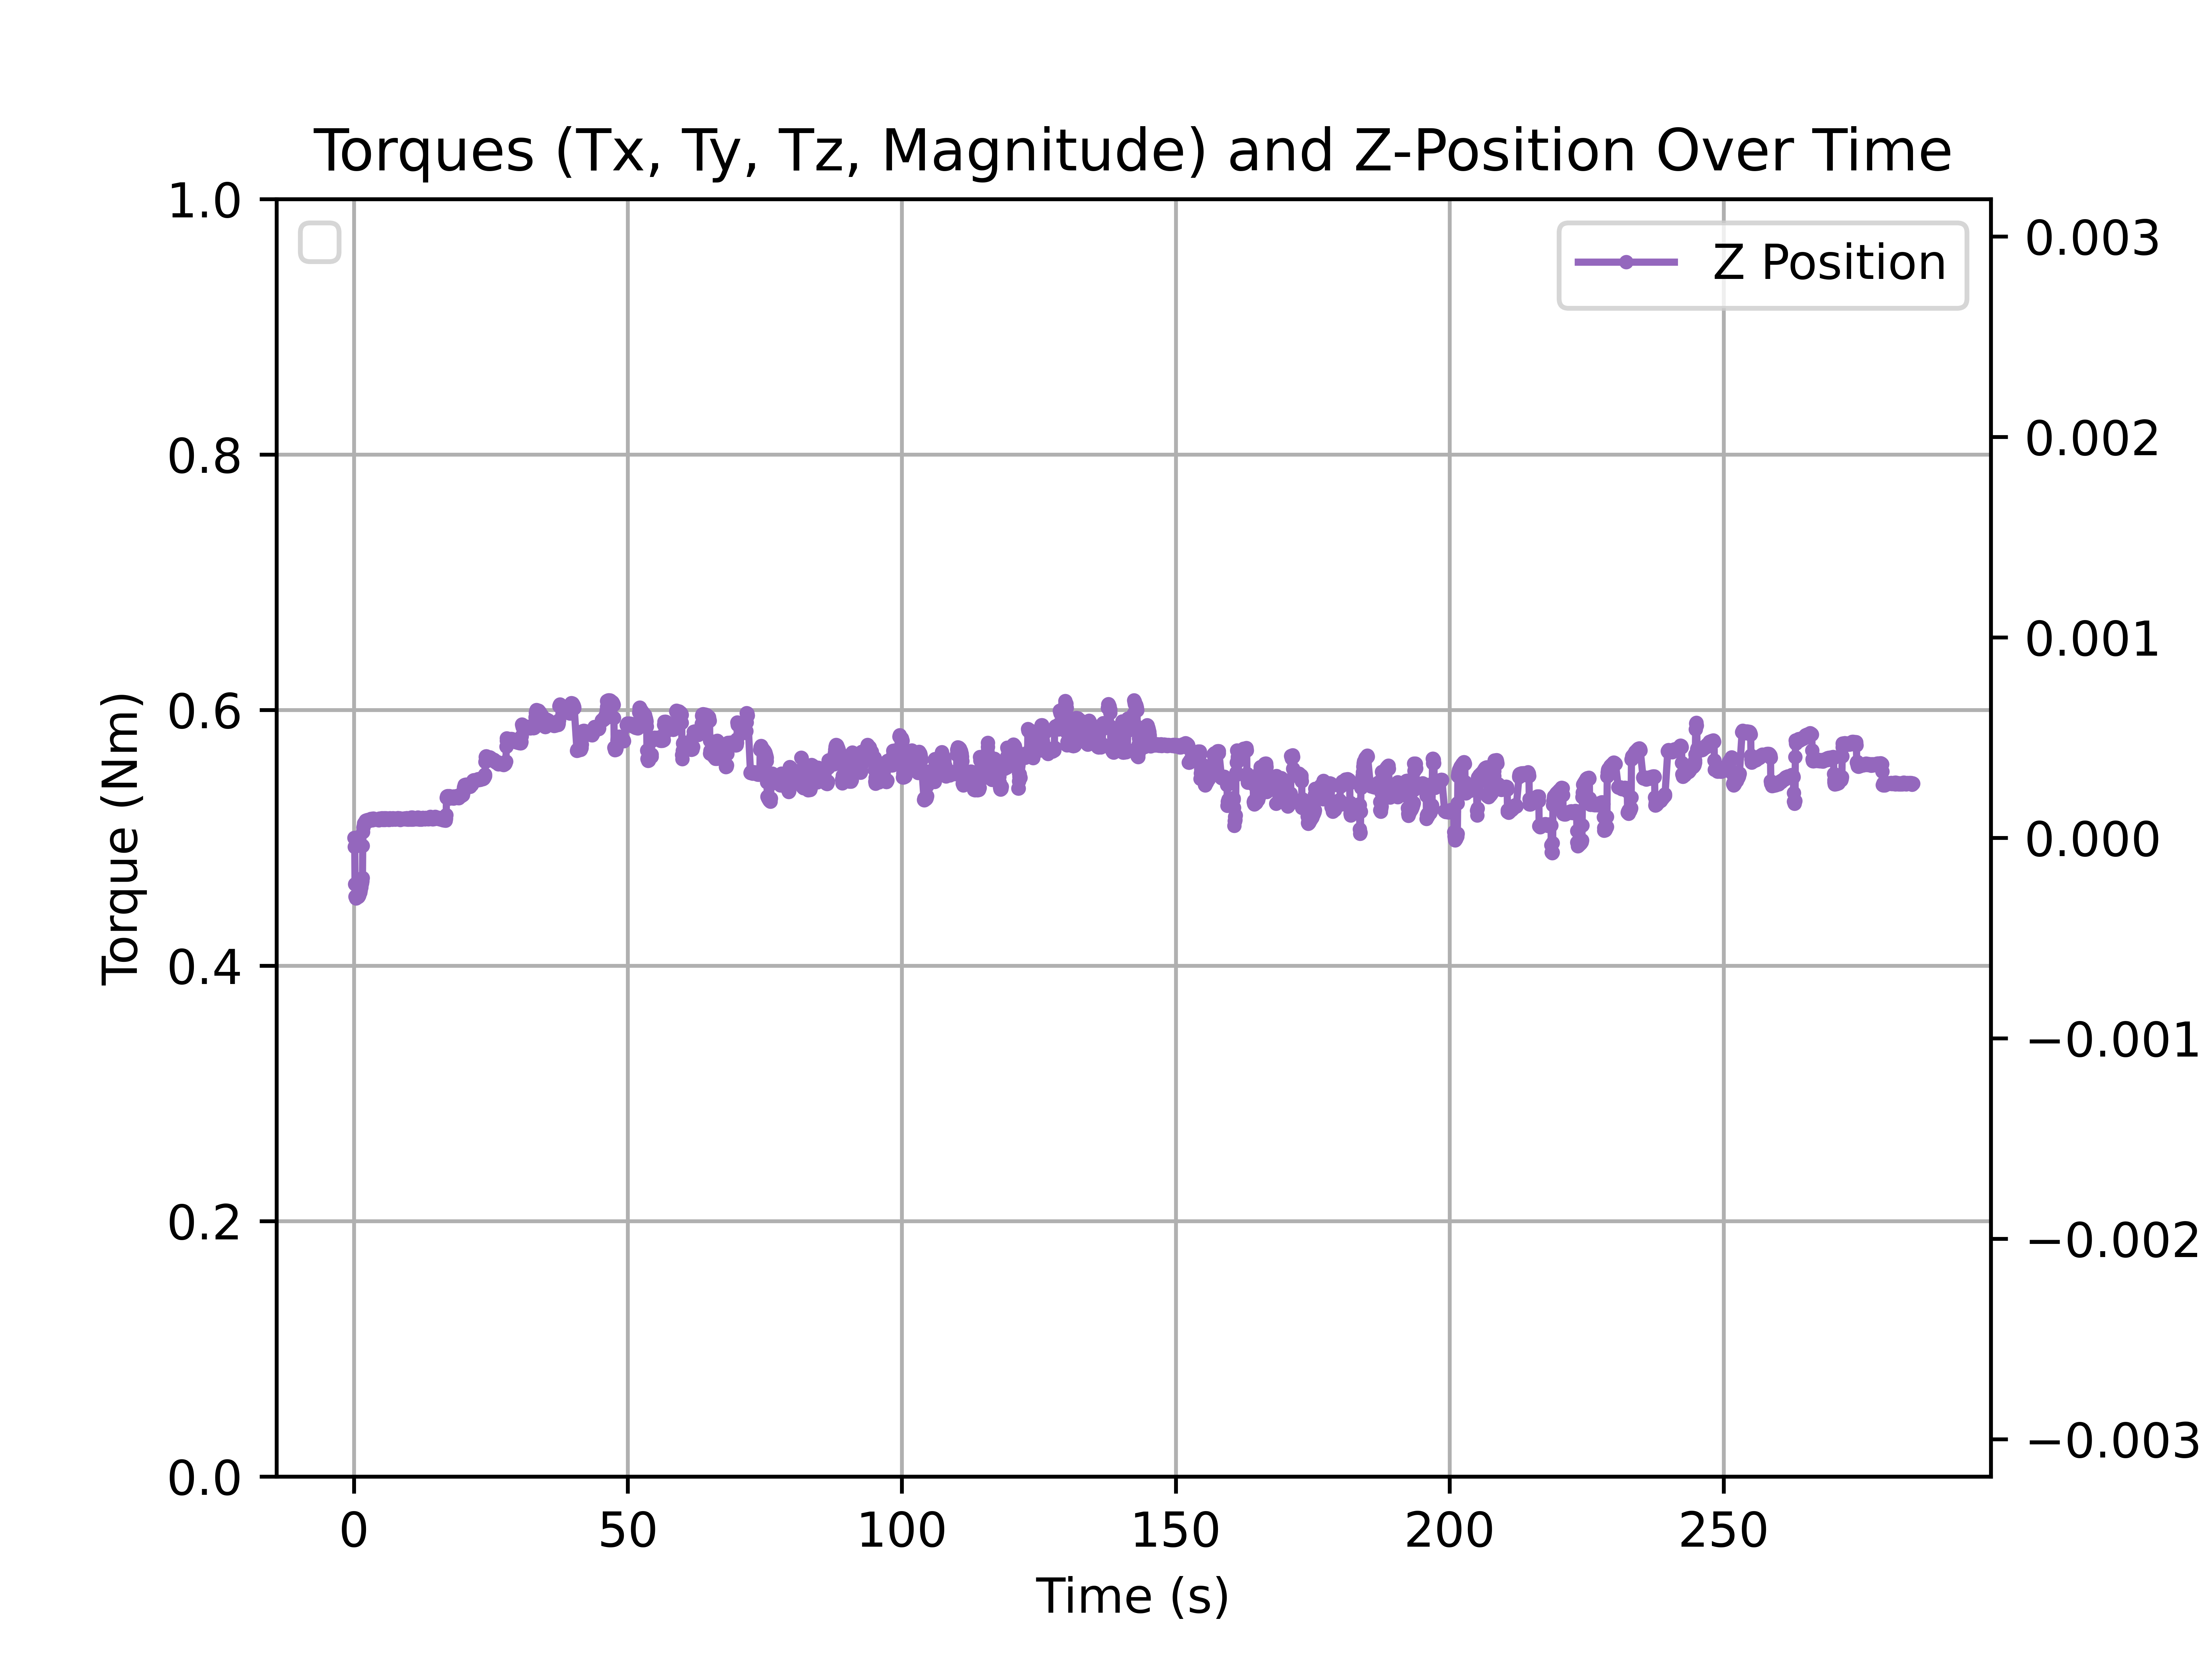 Torques (Tx, Ty, Tz, Magnitude) and Z-Position Over Time
Z Position
Torque (Nm)
1.0
0.8
0.6
0.4
0.2
0.0
0.003
0.002
0.001
0.000
−0.001
−0.002
−0.003
0 50 100 150 200 250
Time (s)